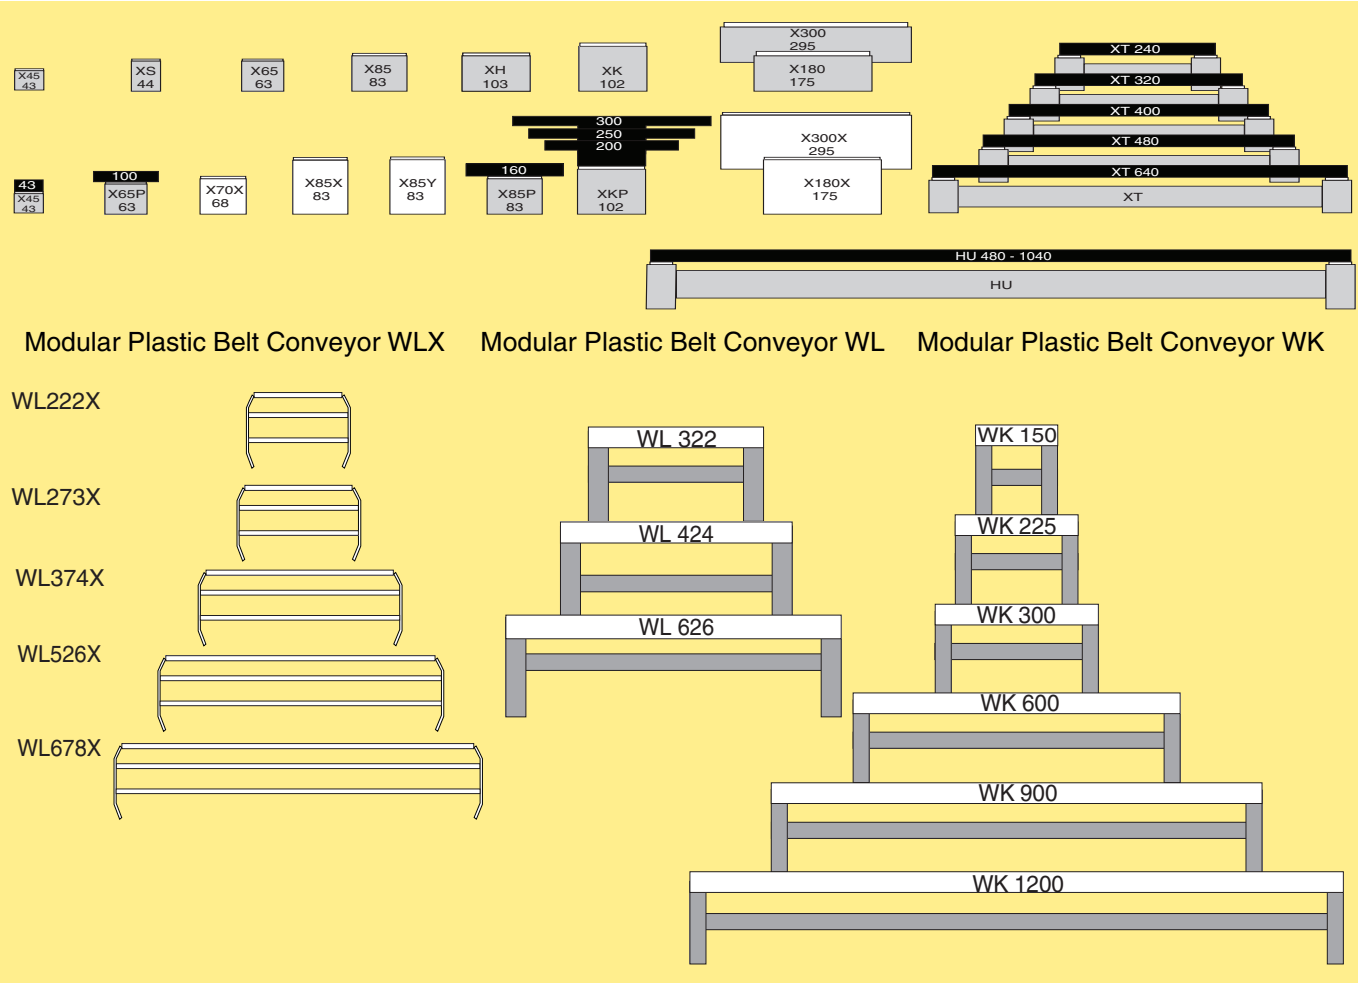 X300
295
XT 240
X45
43
XS
44
X65
63
X85
83
XH
103
XK
102
X180
175
XT 320
XT 400
300
250
200
X300X
295
XT 480
43
X45
43
100
X65P
63
X70X
68
X85X
83
X85Y
83
160
X85P
83
XKP
102
X180X
175
XT 640
XT
HU 480 - 1040
HU
Modular Plastic Belt Conveyor WLX
Modular Plastic Belt Conveyor WL
Modular Plastic Belt Conveyor WK
WL222X
WL273X
WL374X
WL526X
WL678X
WL 322
WL 424
WL 626
WK 150
WK 225
WK 300
WK 600
WK 900
WK 1200